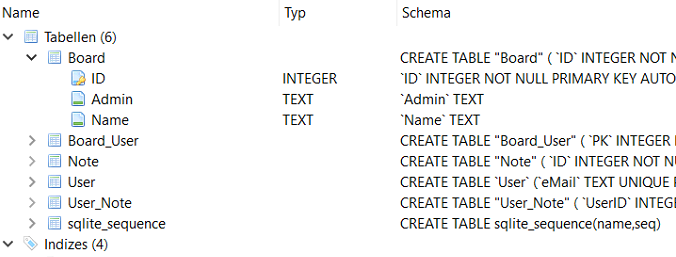 Name Typ Schema
Tabellen (6)
Board CREATE TABLE "Board" ( `ID` INTEGER NOT N
ID INTEGER `ID` INTEGER NOT NULL PRIMARY KEY AUTO
Admin TEXT `Admin` TEXT
Name TEXT `Name` TEXT
Board_User CREATE TABLE "Board_User" ( `PK` INTEGER
Note CREATE TABLE "Note" ( `ID` INTEGER NOT NU
User CREATE TABLE `User` (`eMail` TEXT UNIQUE
User_Note CREATE TABLE "User_Note" ( `UserID` INTEG
sqlite_sequence CREATE TABLE sqlite_sequence(name,seq)
Indizes (4)